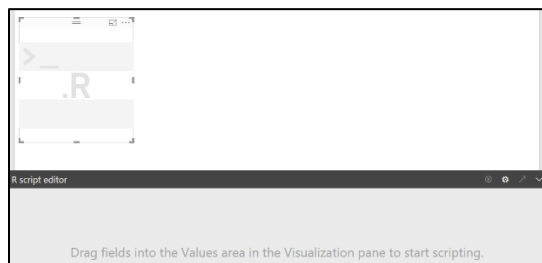 >_
.R
R script editor
Drag fields into the Values area in the Visualization pane to start scripting.